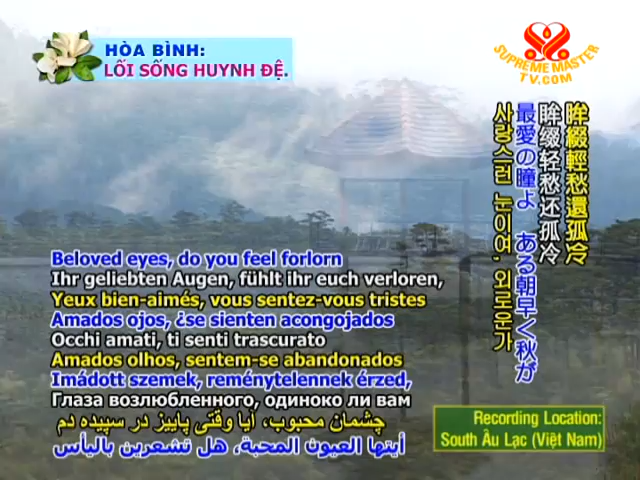 HÒA BÌNH:
LỐI SỐNG HUYNH ĐỆ.
SUPREME MASTER
TV.COM
眸綴輕愁還孤冷
眸缀轻愁还孤冷
最愛の瞳よ ある朝早く秋が
사랑스런 눈이여, 외로운가
Beloved eyes, do you feel forlorn
Ihr geliebten Augen, fühlt ihr euch verloren,
Yeux bien-aimés, vous sentez-vous tristes
Amados ojos, ¿se sienten acongojados
Occhi amati, ti senti trascurato
Amados olhos, sentem-se abandonados
Imádott szemek, reménytelennek érzed,
Глаза возлюбленного, одиноко ли вам
چشمان محبوب، آیا وقتی پاییز در سپیده دم
أيتها العيون المحبة، هل تشعرين باليأس
Recording Location:
South Âu Lạc (Việt Nam)